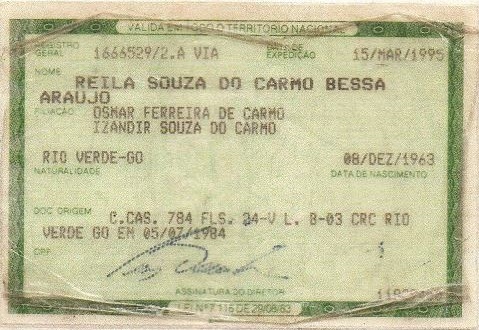 VALIDA EM TODO O TERRITÓRIO NACIONAL
REGISTRO GERAL 1666529/2.A VIA DATA DE EXPEDIÇÃO 15/MAR/1995
NOME
REILA SOUZA DO CARMO BESSA
ARAUJO
FILIAÇÃO OSMAR FERREIRA DE CARMO
IZANDIR SOUZA DO CARMO
RIO VERDE-GO 08/DEZ/1963
NATURALIDADE DATA DE NASCIMENTO
DOC ORIGEM C.CAS. 784 FLS. 34-V L. B-03 CRC RIO
VERDE GO EM 05/07/1984
CPF
ASSINATURA DO DIRETOR
LEI Nº 7.116 DE 29/08/83